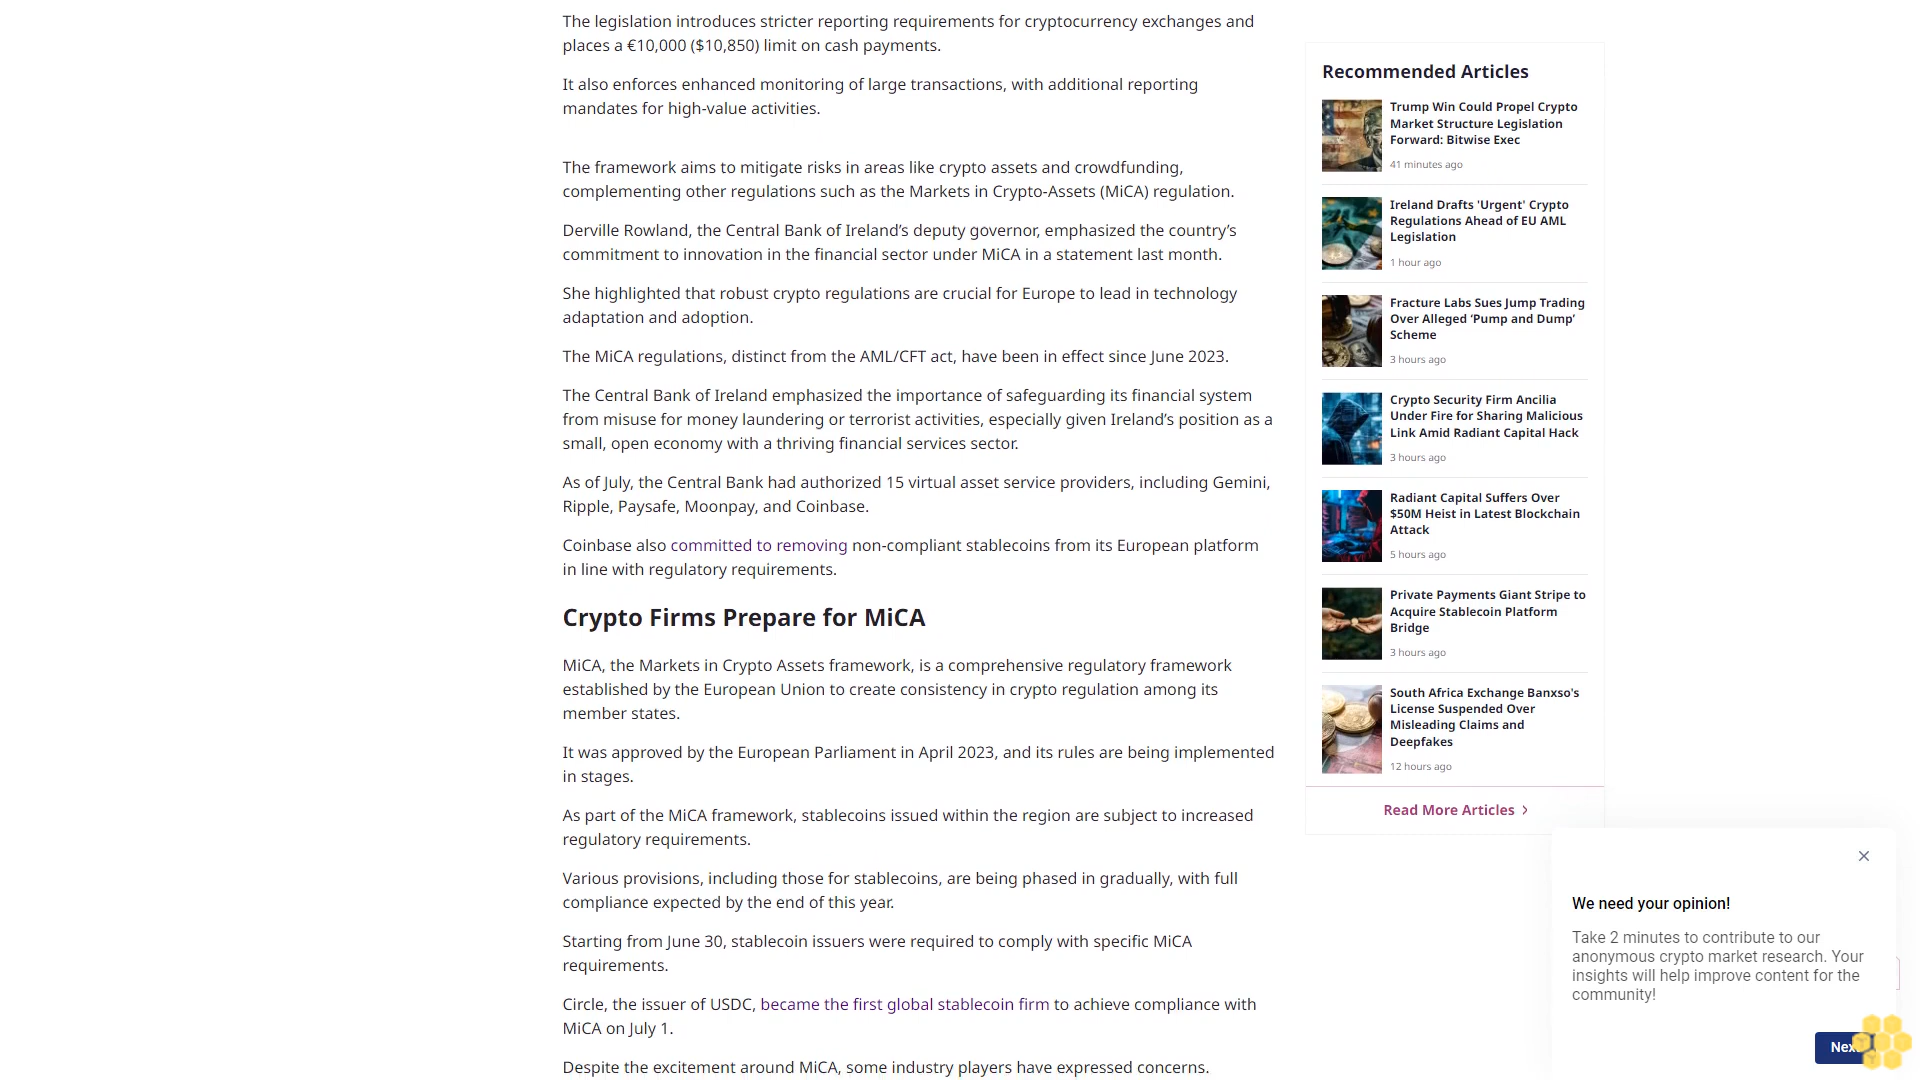 The legislation introduces stricter reporting requirements for cryptocurrency exchanges and
places a €10,000 ($10,850) limit on cash payments.
It also enforces enhanced monitoring of large transactions, with additional reporting
mandates for high-value activities.
The framework aims to mitigate risks in areas like crypto assets and crowdfunding,
complementing other regulations such as the Markets in Crypto-Assets (MiCA) regulation.
Derville Rowland, the Central Bank of Ireland’s deputy governor, emphasized the country’s
commitment to innovation in the financial sector under MiCA in a statement last month.
She highlighted that robust crypto regulations are crucial for Europe to lead in technology
adaptation and adoption.
The MiCA regulations, distinct from the AML/CFT act, have been in effect since June 2023.
The Central Bank of Ireland emphasized the importance of safeguarding its financial system
from misuse for money laundering or terrorist activities, especially given Ireland’s position as a
small, open economy with a thriving financial services sector.
As of July, the Central Bank had authorized 15 virtual asset service providers, including Gemini,
Ripple, Paysafe, Moonpay, and Coinbase.
Coinbase also committed to removing non-compliant stablecoins from its European platform
in line with regulatory requirements.
Crypto Firms Prepare for MiCA
MiCA, the Markets in Crypto Assets framework, is a comprehensive regulatory framework
established by the European Union to create consistency in crypto regulation among its
member states.
It was approved by the European Parliament in April 2023, and its rules are being implemented
in stages.
As part of the MiCA framework, stablecoins issued within the region are subject to increased
regulatory requirements.
Various provisions, including those for stablecoins, are being phased in gradually, with full
compliance expected by the end of this year.
Starting from June 30, stablecoin issuers were required to comply with specific MiCA
requirements.
Circle, the issuer of USDC, became the first global stablecoin firm to achieve compliance with
MiCA on July 1.
Despite the excitement around MiCA, some industry players have expressed concerns.
Recommended Articles
Trump Win Could Propel Crypto
Market Structure Legislation
Forward: Bitwise Exec
41 minutes ago
Ireland Drafts 'Urgent' Crypto
Regulations Ahead of EU AML
Legislation
1 hour ago
Fracture Labs Sues Jump Trading
Over Alleged ‘Pump and Dump’
Scheme
3 hours ago
Crypto Security Firm Ancilia
Under Fire for Sharing Malicious
Link Amid Radiant Capital Hack
3 hours ago
Radiant Capital Suffers Over
$50M Heist in Latest Blockchain
Attack
5 hours ago
Private Payments Giant Stripe to
Acquire Stablecoin Platform
Bridge
3 hours ago
South Africa Exchange Banxso's
License Suspended Over
Misleading Claims and
Deepfakes
12 hours ago
Read More Articles
We need your opinion!
Take 2 minutes to contribute to our
anonymous crypto market research. Your
insights will help improve content for the
community!